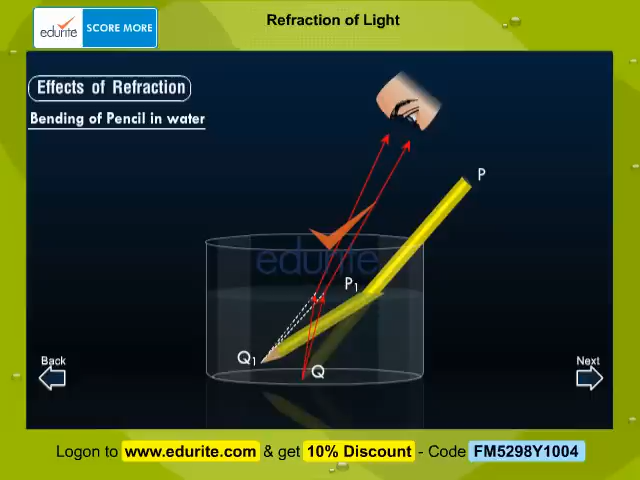 edurite SCORE MORE
Refraction of Light
Effects of Refraction
Bending of Pencil in water
P
edurite
P1
Q1
Q
Back
Next
Logon to www.edurite.com & get 10% Discount - Code FM5298Y1004